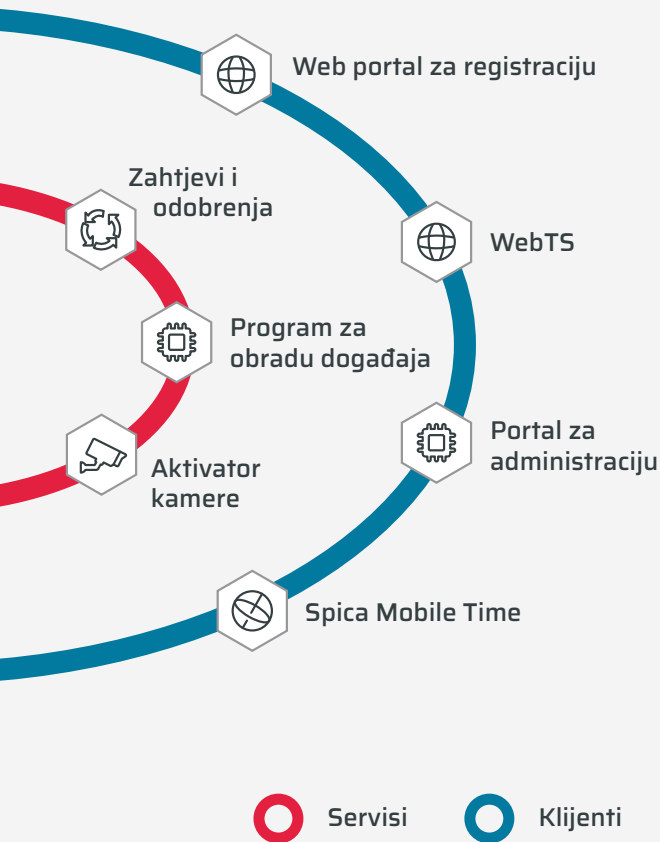 Web portal za registraciju
Zahtjevi i
odobrenja
WebTS
Program za
obradu događaja
Portal za
administraciju
Aktivator
kamere
Spica Mobile Time
Servisi
Klijenti